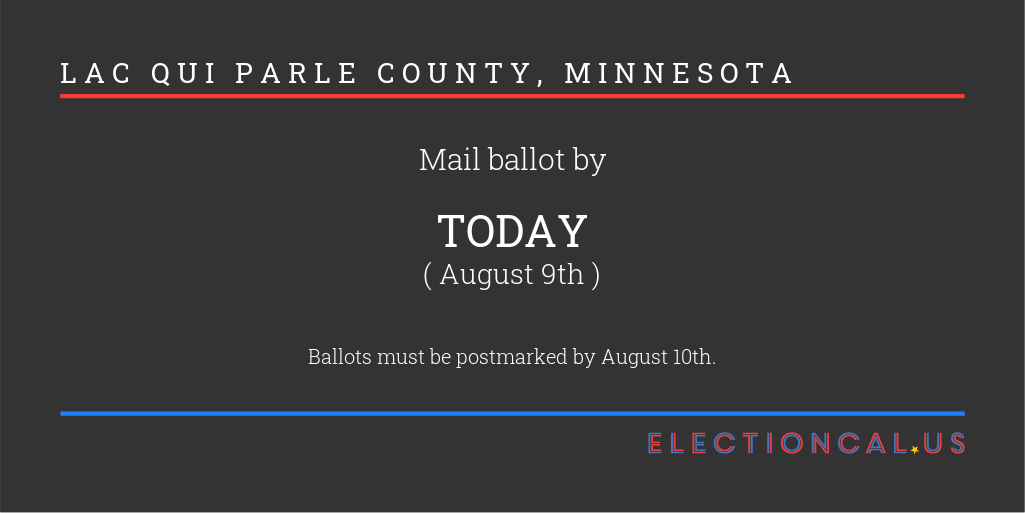 LAC QUI PARLE COUNTY, MINNESOTA
Mail ballot by
TODAY
( August 9th )
Ballots must be postmarked by August 10th.
ELECTIONCAL.US